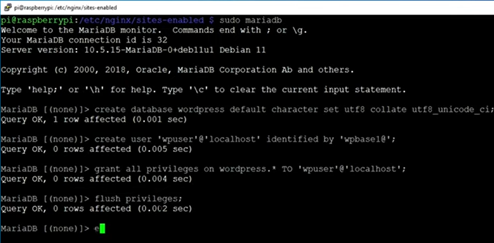 pi@raspberrypi: /etc/nginx/sites-enabled
pi@raspberrypi:/etc/nginx/sites-enabled $ sudo mariadb
Welcome to the MariaDB monitor.  Commands end with ; or \g.
Your MariaDB connection id is 32
Server version: 10.5.15-MariaDB-0+deb11u1 Debian 11
Copyright (c) 2000, 2018, Oracle, MariaDB Corporation Ab and others.
Type 'help;' or '\h' for help. Type '\c' to clear the current input statement.
MariaDB [(none)]> create database wordpress default character set utf8 collate utf8_unicode_ci;
Query OK, 1 row affected (0.001 sec)
MariaDB [(none)]> create user 'wpuser'@'localhost' identified by 'wpbase1@';
Query OK, 0 rows affected (0.005 sec)
MariaDB [(none)]> grant all privileges on wordpress.* TO 'wpuser'@'localhost';
Query OK, 0 rows affected (0.004 sec)
MariaDB [(none)]> flush privileges;
Query OK, 0 rows affected (0.002 sec)
MariaDB [(none)]> e